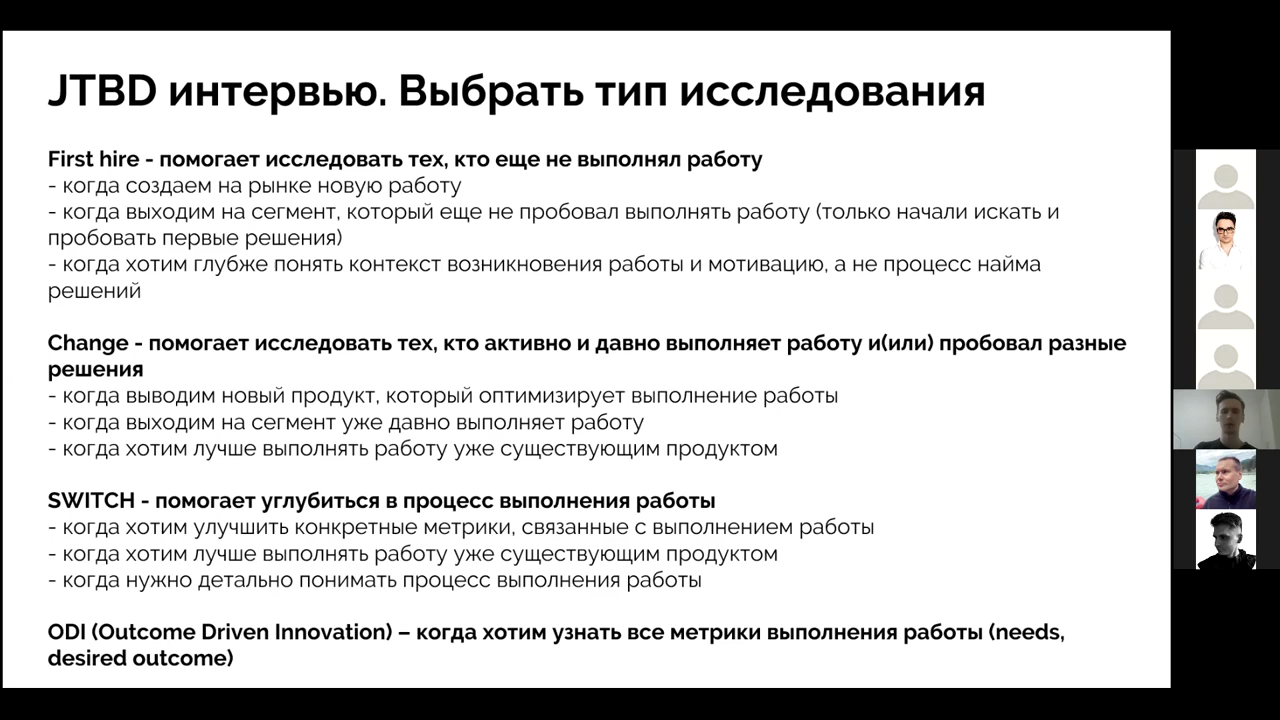 JTBD интервью. Выбрать тип исследования
First hire - помогает исследовать тех, кто еще не выполнял работу
- когда создаем на рынке новую работу
- когда выходим на сегмент, который еще не пробовал выполнять работу (только начали искать и
пробовать первые решения)
- когда хотим глубже понять контекст возникновения работы и мотивацию, а не процесс найма
решений
Change - помогает исследовать тех, кто активно и давно выполняет работу и(или) пробовал разные
решения
- когда выводим новый продукт, который оптимизирует выполнение работы
- когда выходим на сегмент уже давно выполняет работу
- когда хотим лучше выполнять работу уже существующим продуктом
SWITCH - помогает углубиться в процесс выполнения работы
- когда хотим улучшить конкретные метрики, связанные с выполнением работы
- когда хотим лучше выполнять работу уже существующим продуктом
- когда нужно детально понимать процесс выполнения работы
ODI (Outcome Driven Innovation) – когда хотим узнать все метрики выполнения работы (needs,
desired outcome)